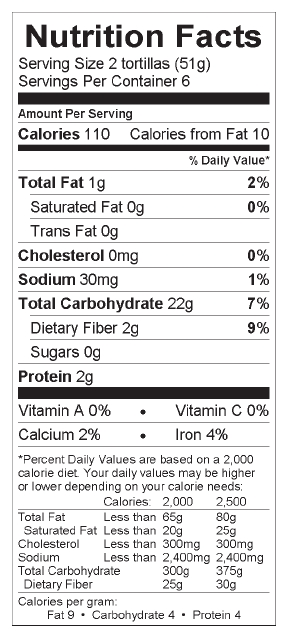 Nutrition Facts
Serving Size 2 tortillas (51g)
Servings Per Container 6
Amount Per Serving
Calories 110 Calories from Fat 10
% Daily Value*
Total Fat 1g 2%
Saturated Fat 0g 0%
Trans Fat 0g
Cholesterol 0mg 0%
Sodium 30mg 1%
Total Carbohydrate 22g 7%
Dietary Fiber 2g 9%
Sugars 0g
Protein 2g
Vitamin A 0% • Vitamin C 0%
Calcium 2% • Iron 4%
*Percent Daily Values are based on a 2,000
calorie diet. Your daily values may be higher
or lower depending on your calorie needs:
Calories: 2,000 2,500
Total Fat Less than 65g 80g
Saturated Fat Less than 20g 25g
Cholesterol Less than 300mg 300mg
Sodium Less than 2,400mg 2,400mg
Total Carbohydrate 300g 375g
Dietary Fiber 25g 30g
Calories per gram:
Fat 9 • Carbohydrate 4 • Protein 4